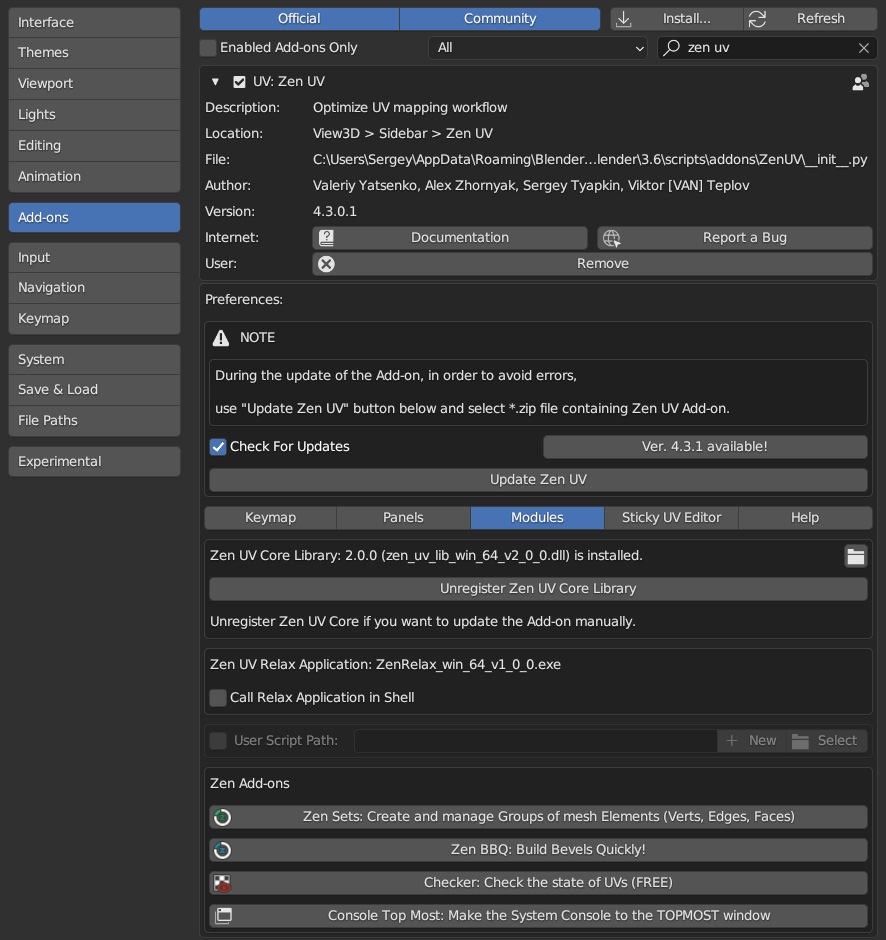 Interface
Themes
Viewport
Lights
Editing
Animation
Add-ons
Input
Navigation
Keymap
System
Save & Load
File Paths
Experimental
Official Community Install... Refresh
Enabled Add-ons Only All zen uv
UV: Zen UV
Description: Optimize UV mapping workflow
Location: View3D > Sidebar > Zen UV
File: C:\Users\Sergey\AppData\Roaming\Blender...lender\3.6\scripts\addons\ZenUV\__init__.py
Author: Valeriy Yatsenko, Alex Zhornyak, Sergey Tyapkin, Viktor [VAN] Teplov
Version: 4.3.0.1
Internet: Documentation Report a Bug
User: Remove
Preferences:
NOTE
During the update of the Add-on, in order to avoid errors,
use "Update Zen UV" button below and select *.zip file containing Zen UV Add-on.
Check For Updates Ver. 4.3.1 available!
Update Zen UV
Keymap Panels Modules Sticky UV Editor Help
Zen UV Core Library: 2.0.0 (zen_uv_lib_win_64_v2_0_0.dll) is installed.
Unregister Zen UV Core Library
Unregister Zen UV Core if you want to update the Add-on manually.
Zen UV Relax Application: ZenRelax_win_64_v1_0_0.exe
Call Relax Application in Shell
User Script Path: New Select
Zen Add-ons
Zen Sets: Create and manage Groups of mesh Elements (Verts, Edges, Faces)
Zen BBQ: Build Bevels Quickly!
Checker: Check the state of UVs (FREE)
Console Top Most: Make the System Console to the TOPMOST window